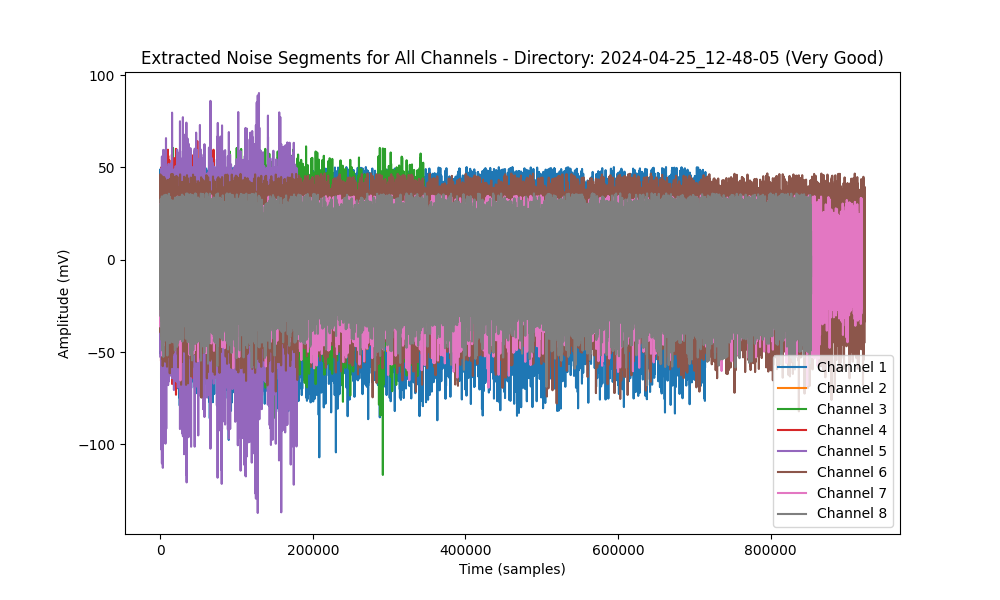 Extracted Noise Segments for All Channels - Directory: 2024-04-25_12-48-05 (Very Good)
100
50
0
−50
−100
Amplitude (mV)
0
200000
400000
600000
800000
Time (samples)
Channel 1
Channel 2
Channel 3
Channel 4
Channel 5
Channel 6
Channel 7
Channel 8